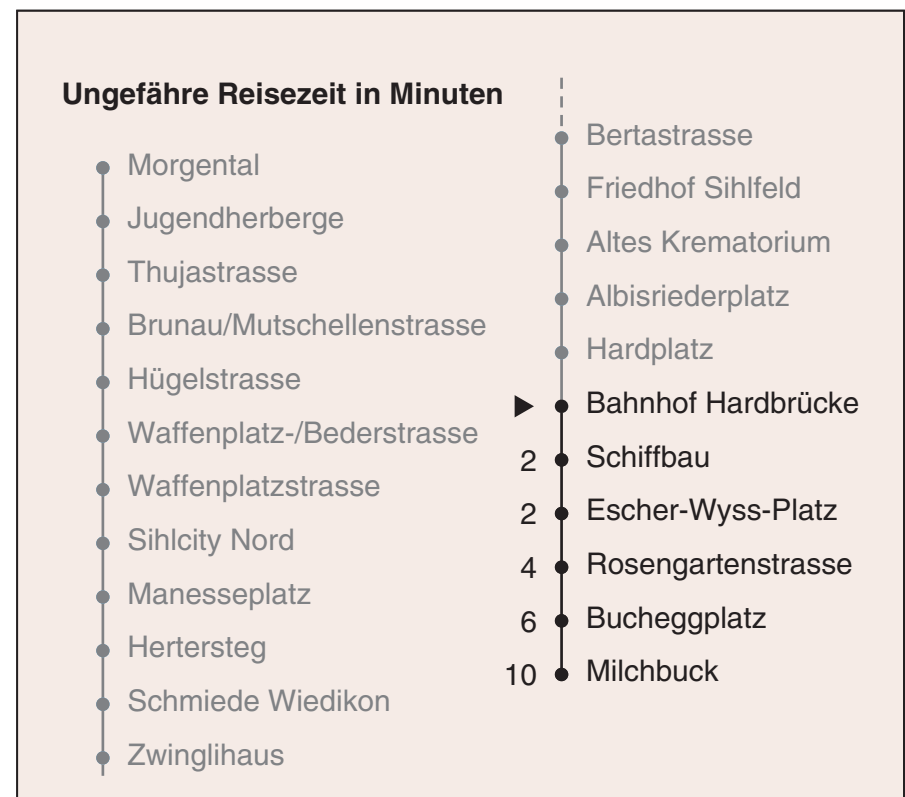 Ungefähre Reisezeit in Minuten
Morgental
Jugendherberge
Thujastrasse
Brunau/Mutschellenstrasse
Hügelstrasse
Waffenplatz-/Bederstrasse
Waffenplatzstrasse
Sihlcity Nord
Manesseplatz
Hertersteg
Schmiede Wiedikon
Zwinglihaus
Bertastrasse
Friedhof Sihlfeld
Altes Krematorium
Albisriederplatz
Hardplatz
Bahnhof Hardbrücke
2 Schiffbau
2 Escher-Wyss-Platz
4 Rosengartenstrasse
6 Bucheggplatz
10 Milchbuck